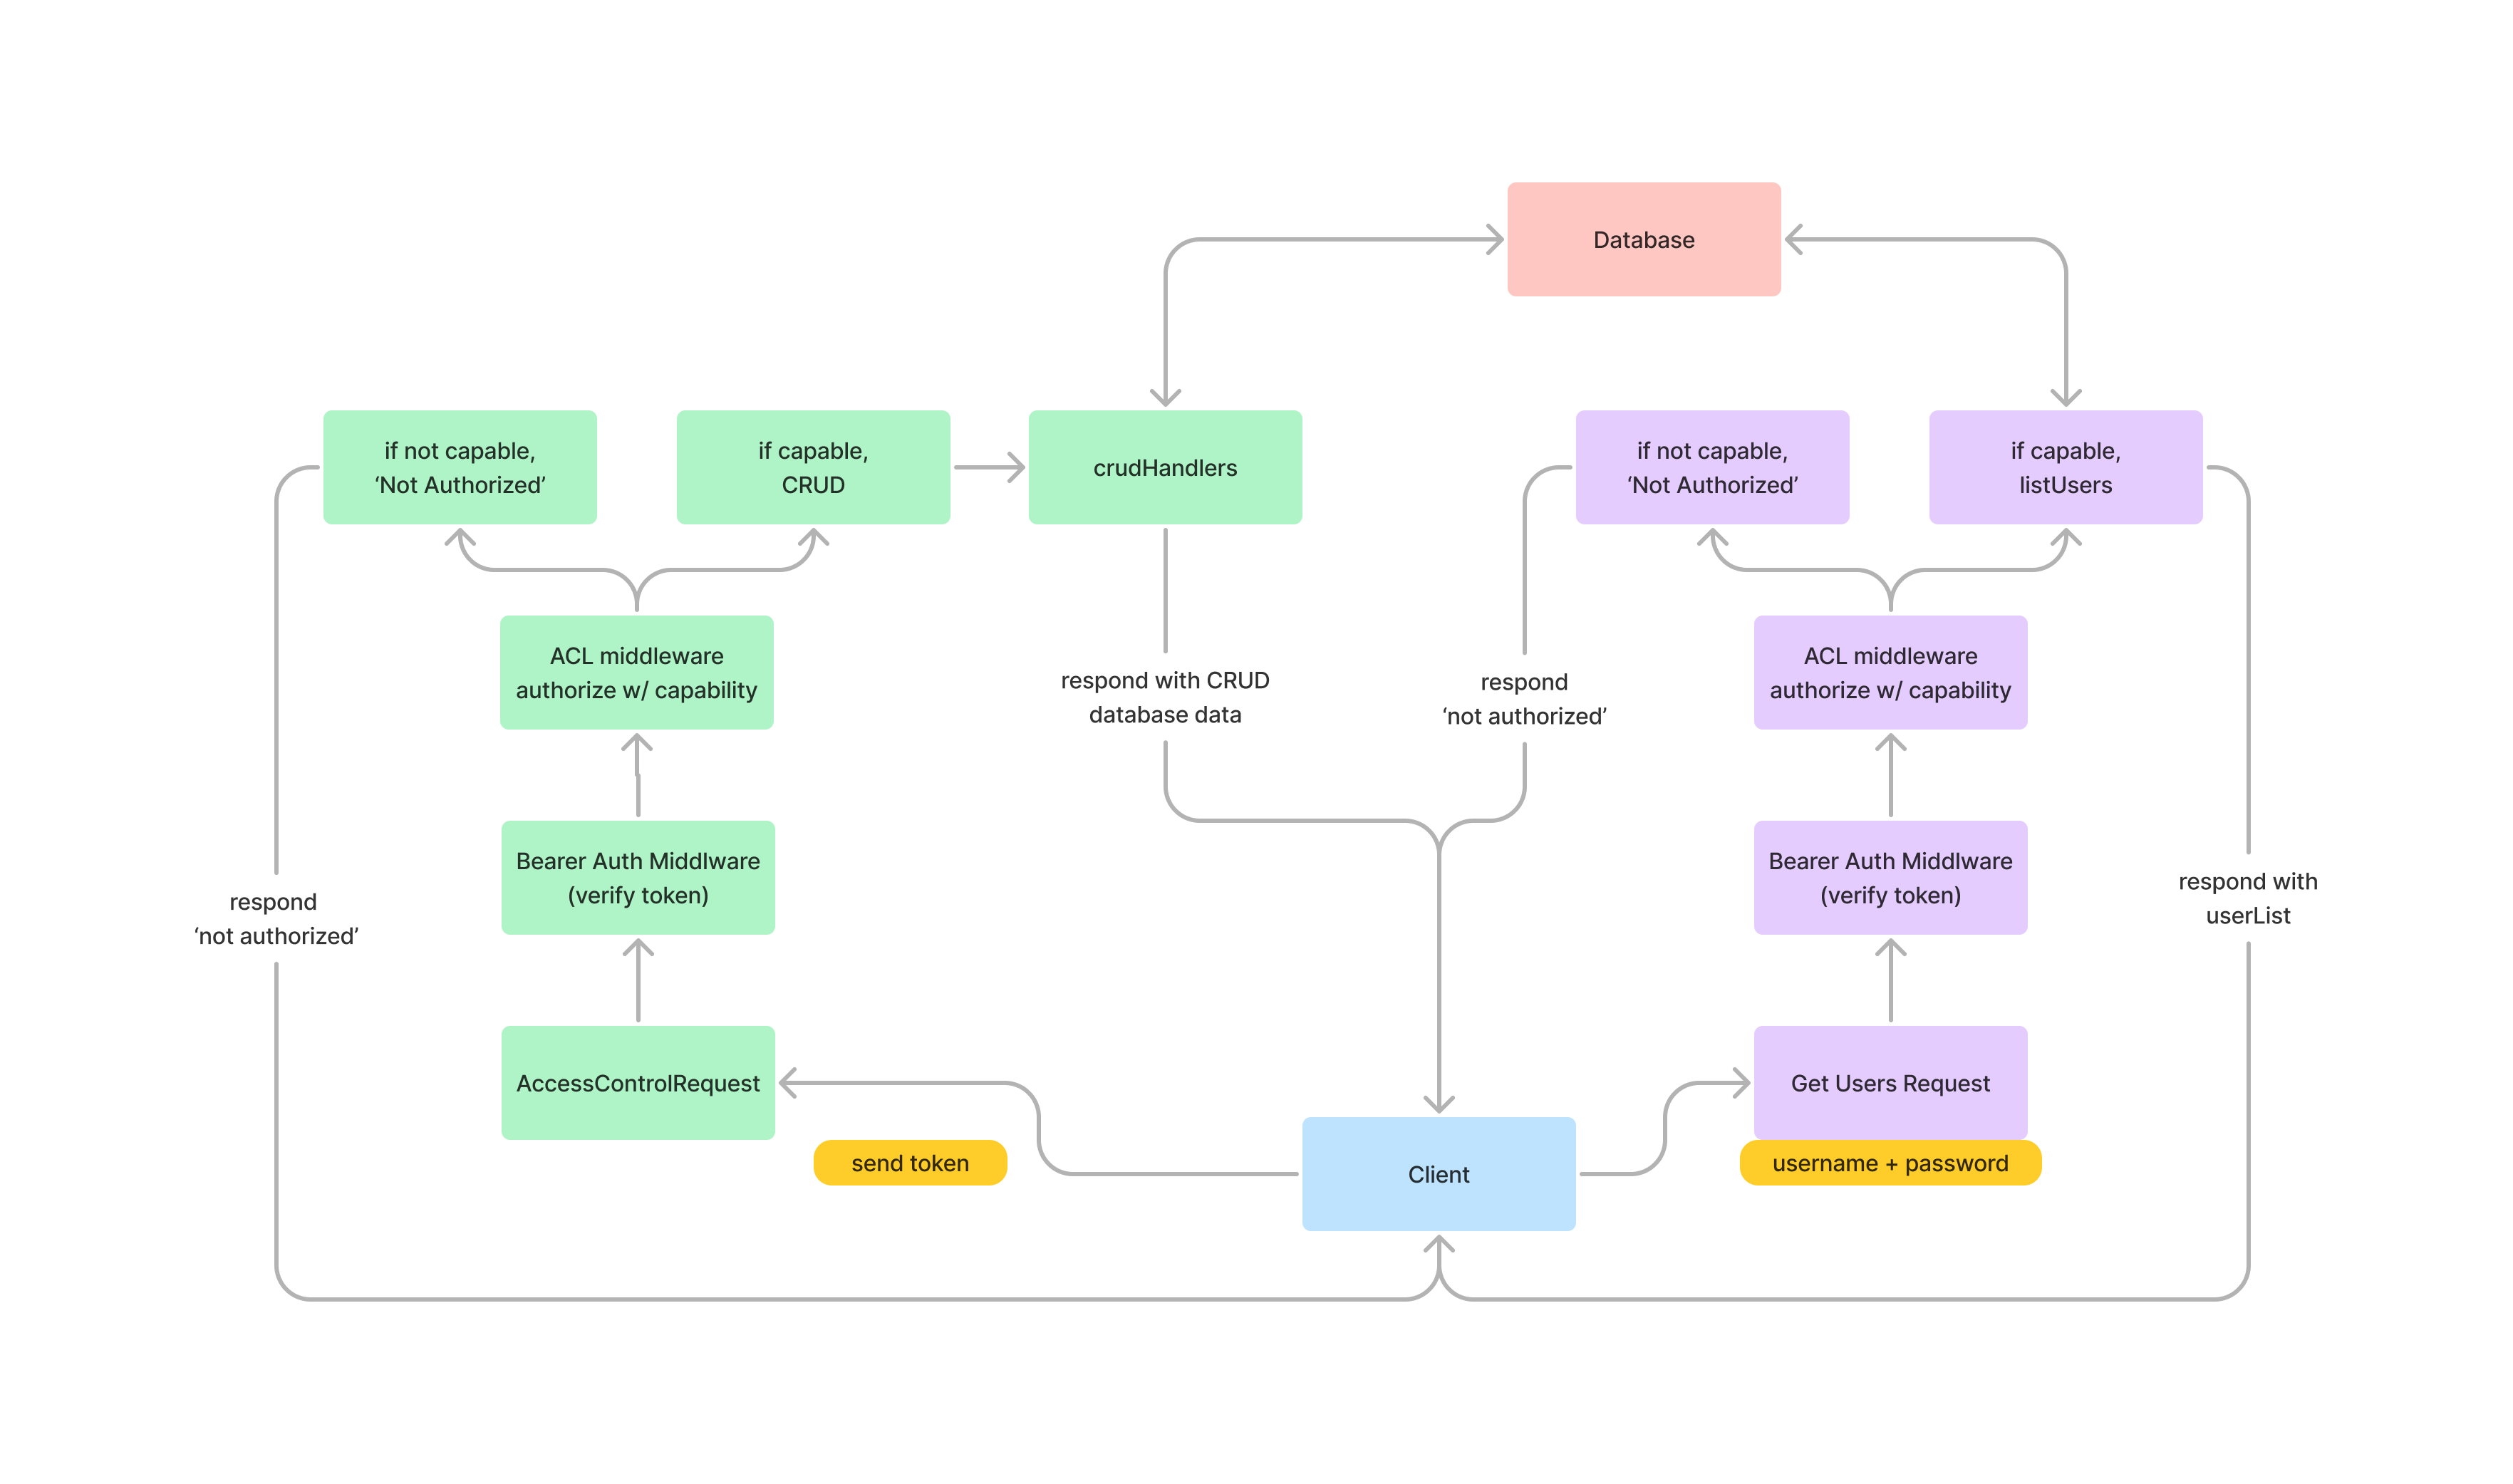 Database
if not capable,
‘Not Authorized’
if capable,
CRUD
crudHandlers
if not capable,
‘Not Authorized’
if capable,
listUsers
ACL middleware
authorize w/ capability
respond with CRUD
database data
respond
‘not authorized’
ACL middleware
authorize w/ capability
Bearer Auth Middlware
(verify token)
respond
‘not authorized’
Bearer Auth Middlware
(verify token)
respond with
userList
AccessControlRequest
Get Users Request
send token
Client
username + password